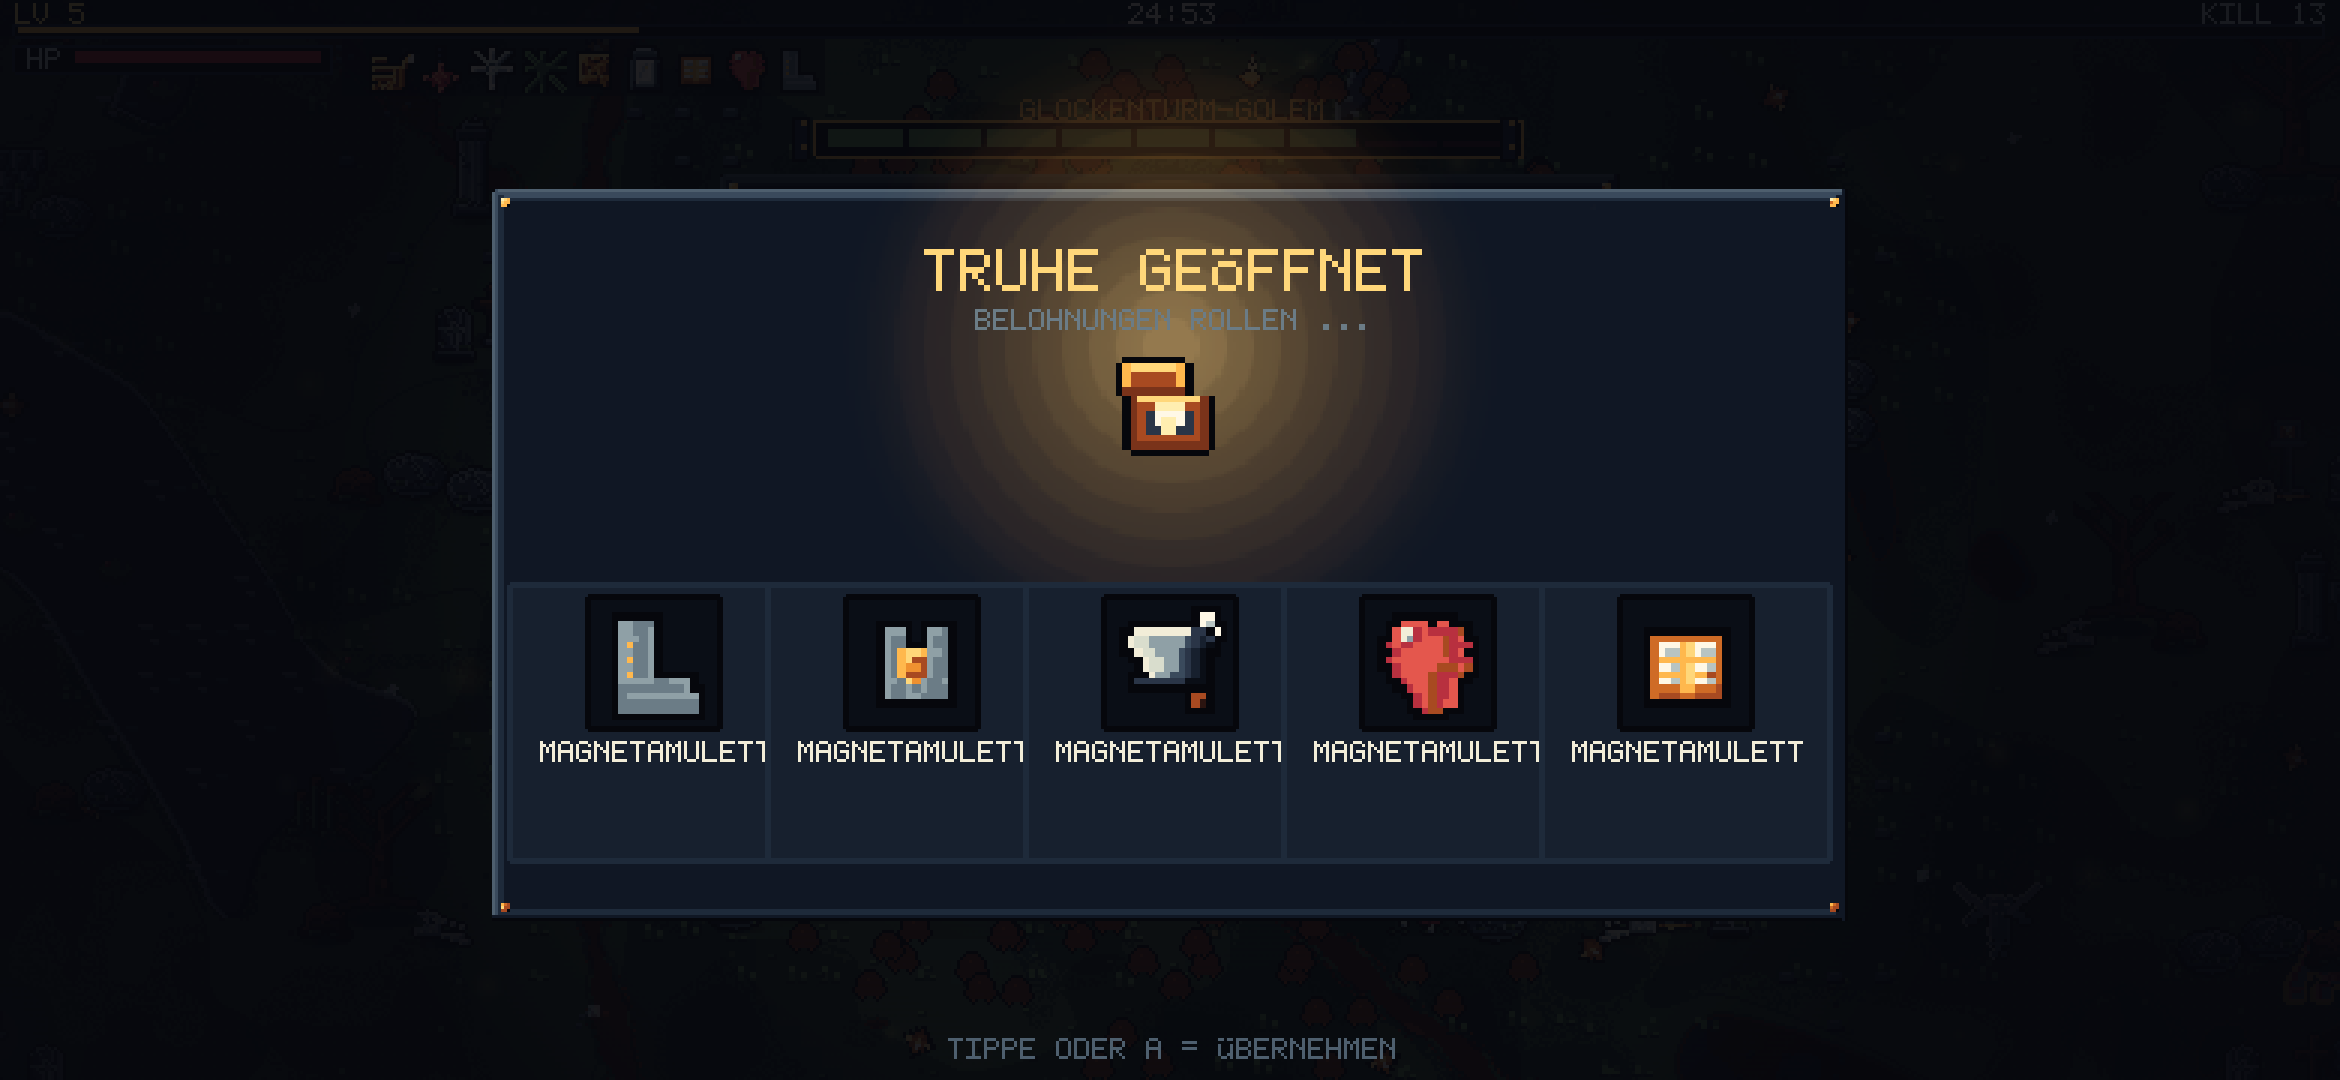 LV 5
24:53
KILL 13
HP
GLOCKENTURM-GOLEM
TRUHE GEÖFFNET
BELOHNUNGEN ROLLEN ...
MAGNETAMULETT
MAGNETAMULETT
MAGNETAMULETT
MAGNETAMULETT
MAGNETAMULETT
TIPPE ODER A = ÜBERNEHMEN